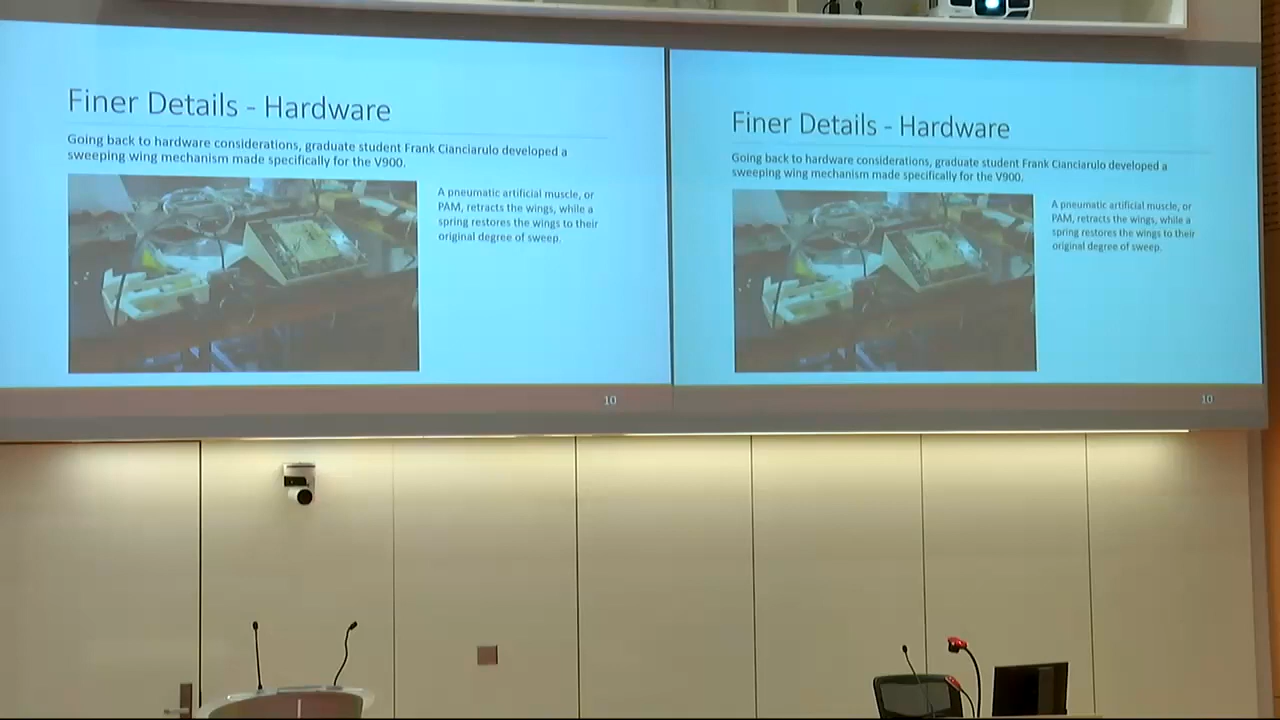 Finer Details - Hardware
Going back to hardware considerations, graduate student Frank Cianciarulo developed a
sweeping wing mechanism made specifically for the V900.
A pneumatic artificial muscle, or
PAM, retracts the wings, while a
spring restores the wings to their
original degree of sweep.
10
Finer Details - Hardware
Going back to hardware considerations, graduate student Frank Cianciarulo developed a
sweeping wing mechanism made specifically for the V900.
A pneumatic artificial muscle, or
PAM, retracts the wings, while a
spring restores the wings to their
original degree of sweep.
10